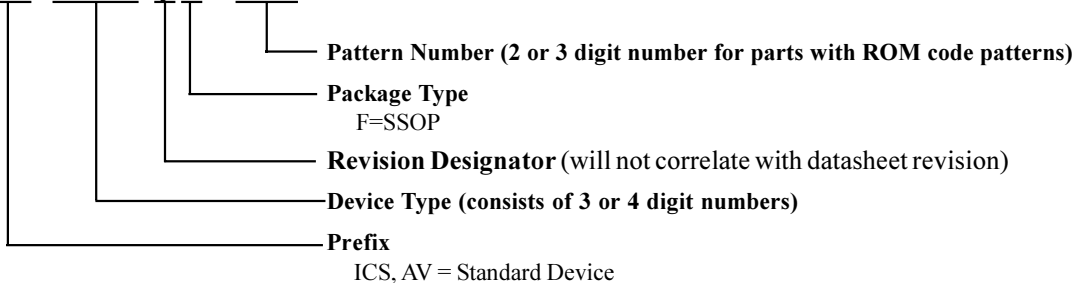 Pattern Number (2 or 3 digit number for parts with ROM code patterns)
Package Type
F=SSOP
Revision Designator (will not correlate with datasheet revision)
Device Type (consists of 3 or 4 digit numbers)
Prefix
ICS, AV = Standard Device